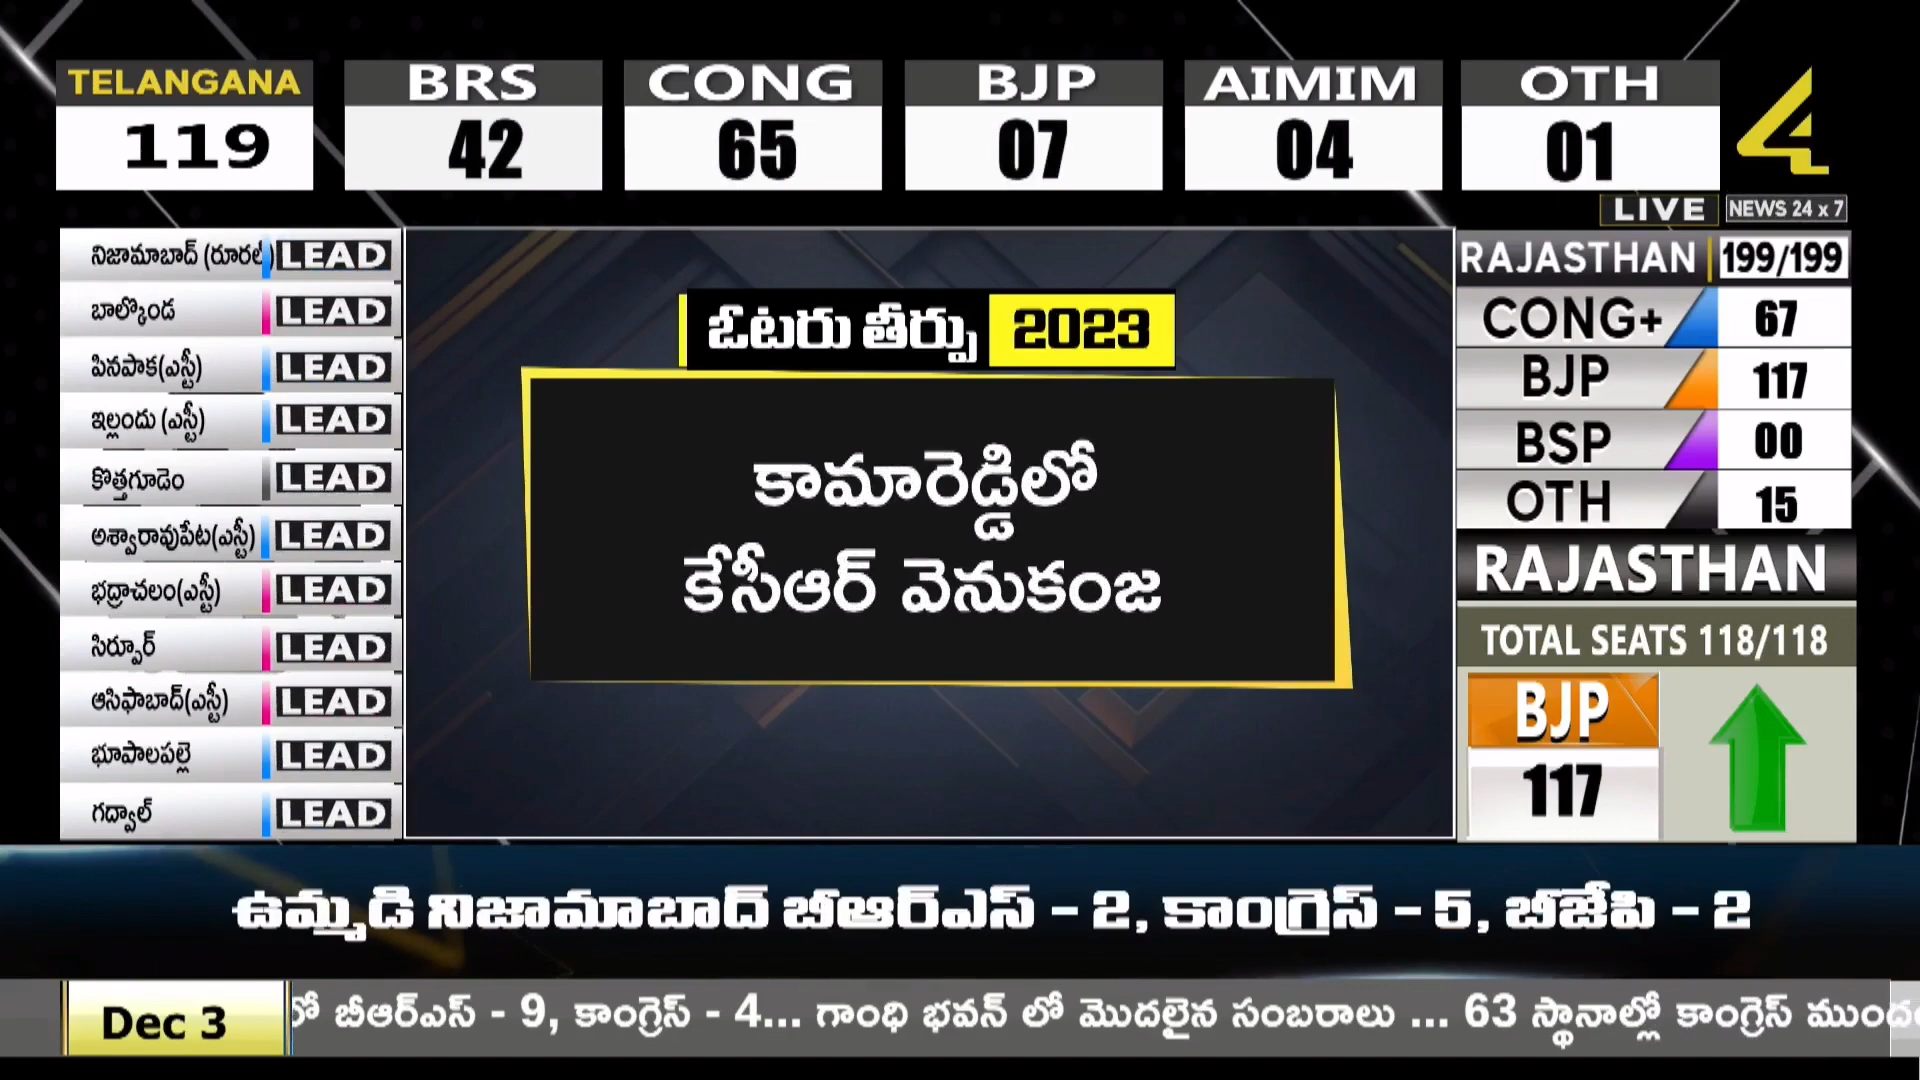 TELANGANA
119
BRS
42
CONG
65
BJP
07
AIMIM
04
OTH
01
4
LIVE
NEWS 24 x 7
నిజామాబాద్ (రూరల్) LEAD
బాల్కొండ LEAD
పినపాక(ఎస్టీ) LEAD
ఇల్లందు (ఎస్టీ) LEAD
కొత్తగూడెం LEAD
అశ్వారావుపేట(ఎస్టీ) LEAD
భద్రాచలం(ఎస్టీ) LEAD
సిర్పూర్ LEAD
ఆసిఫాబాద్(ఎస్టీ) LEAD
భూపాలపల్లె LEAD
గద్వాల్ LEAD
ఓటరు తీర్పు 2023
కామారెడ్డిలో
కేసీఆర్ వెనుకంజ
RAJASTHAN 199/199
CONG+ 67
BJP 117
BSP 00
OTH 15
RAJASTHAN
TOTAL SEATS 118/118
BJP
117
ఉమ్మడి నిజామాబాద్ బీఆర్ఎస్ - 2, కాంగ్రెస్ - 5, బీజేపి - 2
Dec 3
బీఆర్ఎస్ - 9, కాంగ్రెస్ - 4... గాంధి భవన్ లో మొదలైన సంబరాలు ... 63 స్థానాల్లో కాంగ్రెస్